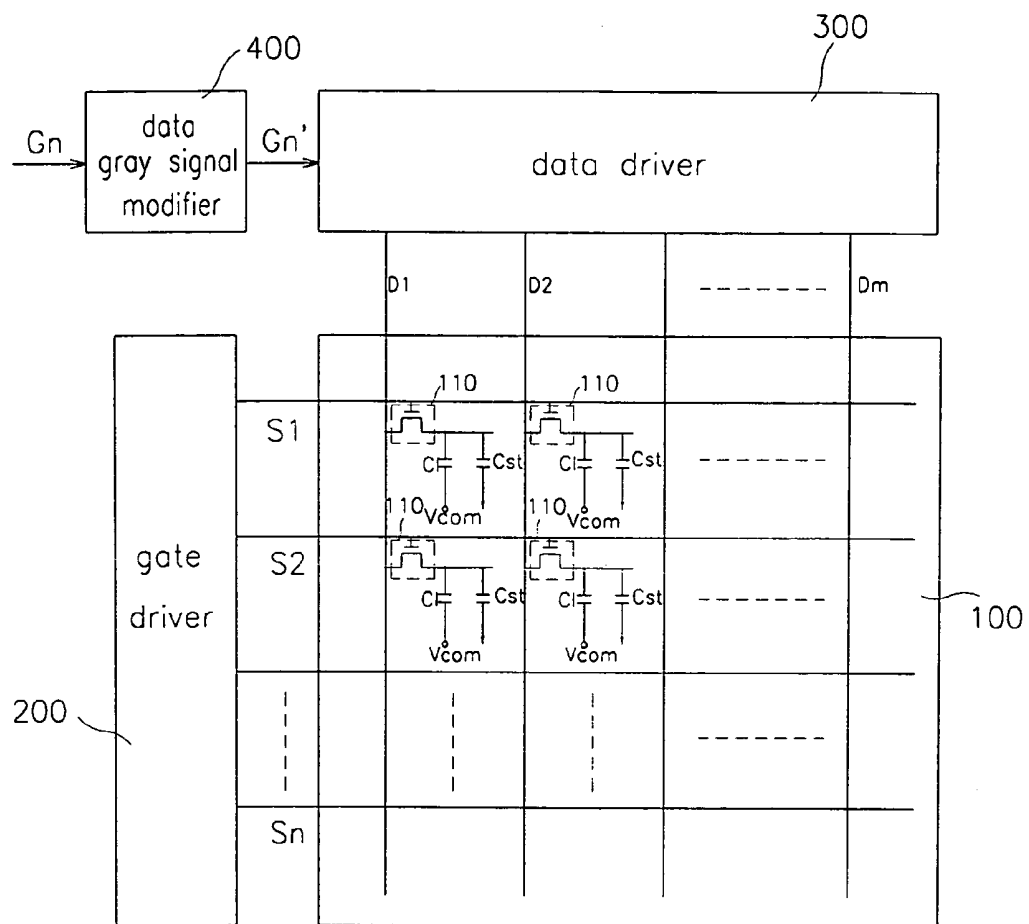 400
300
Gn
data
gray signal
modifier
Gn'
data driver
D1
D2
Dm
110
110
S1
Cl
Cst
Cl
Cst
110
Vcom
110
Vcom
gate
driver
S2
Cl
Cst
Cl
Cst
100
Vcom
Vcom
200
Sn